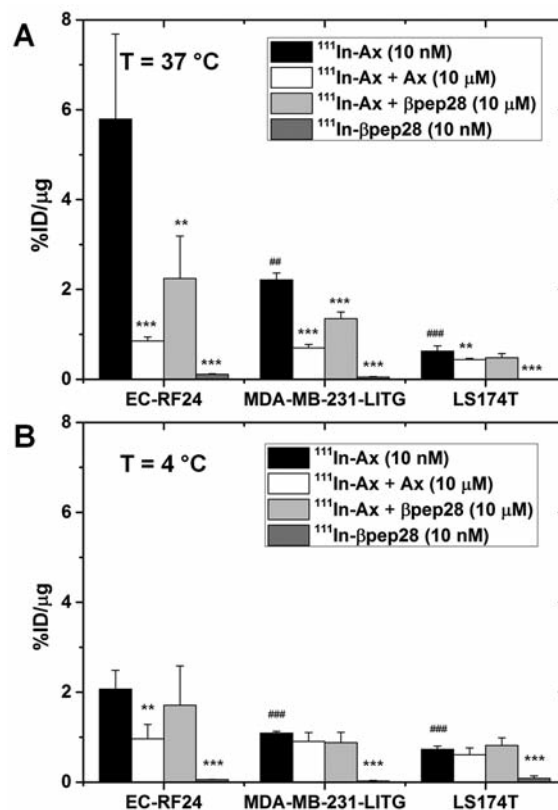 A
T = 37 °C
¹¹¹In-Ax (10 nM)
¹¹¹In-Ax + Ax (10 μM)
¹¹¹In-Ax + βpep28 (10 μM)
¹¹¹In-βpep28 (10 nM)
8
6
4
2
0
%ID/μg
***
**
***
##
***
***
***
###
**
***
EC-RF24
MDA-MB-231-LITG
LS174T
B
T = 4 °C
¹¹¹In-Ax (10 nM)
¹¹¹In-Ax + Ax (10 μM)
¹¹¹In-Ax + βpep28 (10 μM)
¹¹¹In-βpep28 (10 nM)
8
6
4
2
0
%ID/μg
**
***
###
***
###
***
EC-RF24
MDA-MB-231-LITG
LS174T